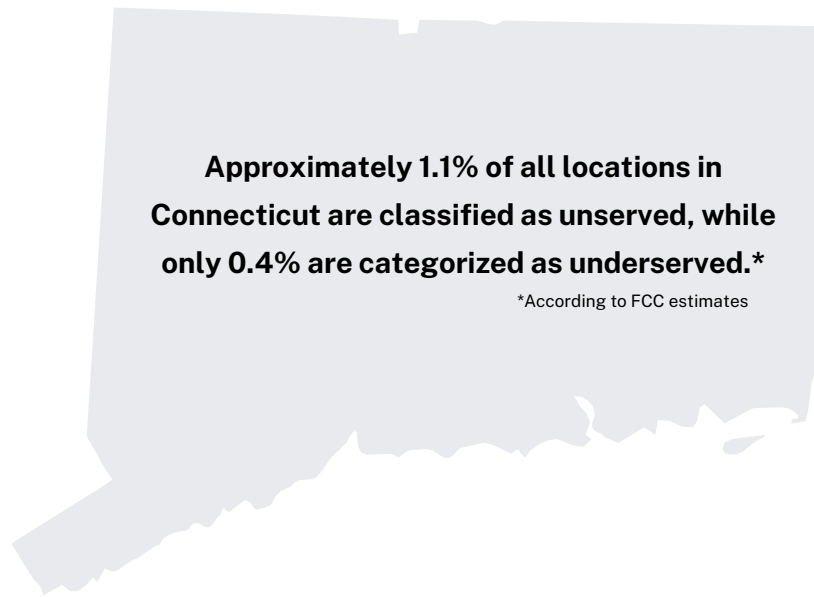 Approximately 1.1% of all locations in
Connecticut are classified as unserved, while
only 0.4% are categorized as underserved.*
*According to FCC estimates